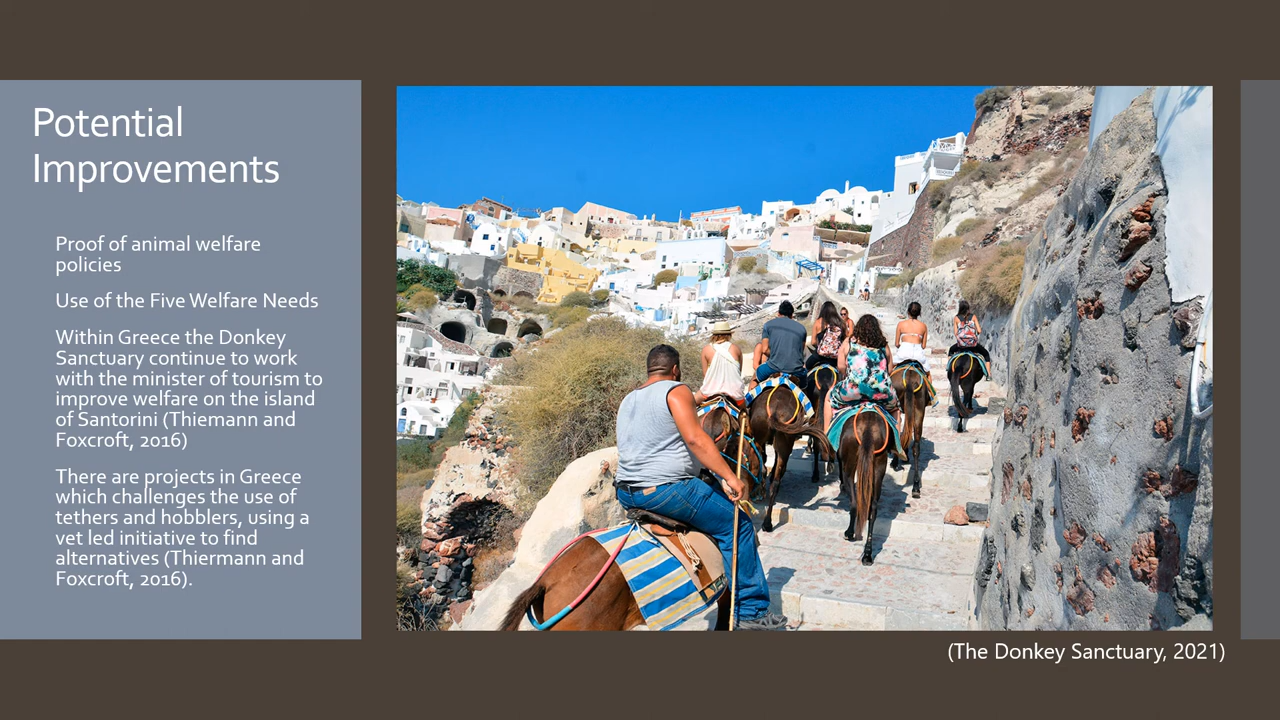 Potential
Improvements
Proof of animal welfare
policies
Use of the Five Welfare Needs
Within Greece the Donkey
Sanctuary continue to work
with the minister of tourism to
improve welfare on the island
of Santorini (Thiemann and
Foxcroft, 2016)
There are projects in Greece
which challenges the use of
tethers and hobblers, using a
vet led initiative to find
alternatives (Thiermann and
Foxcroft, 2016).
(The Donkey Sanctuary, 2021)